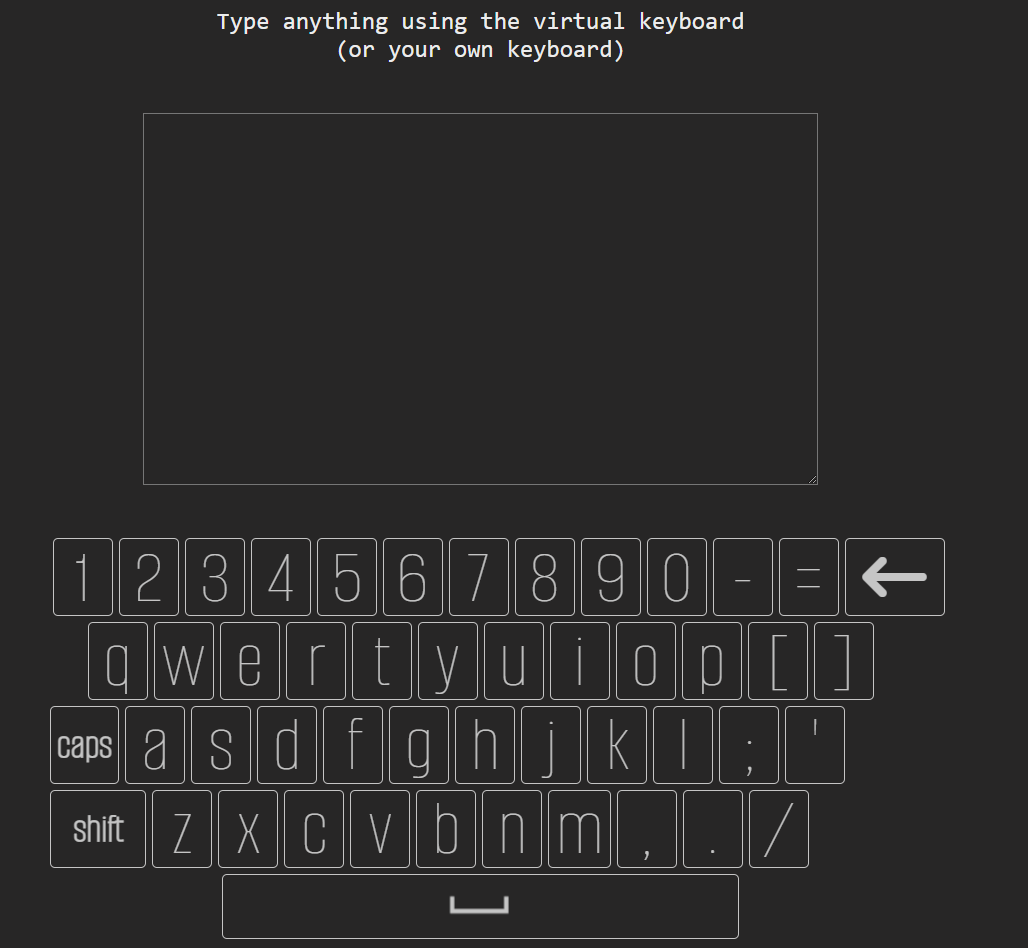 Type anything using the virtual keyboard
(or your own keyboard)
1 2 3 4 5 6 7 8 9 0 - =
q w e r t y u i o p [ ]
caps a s d f g h j k l ; '
shift z x c v b n m , . /